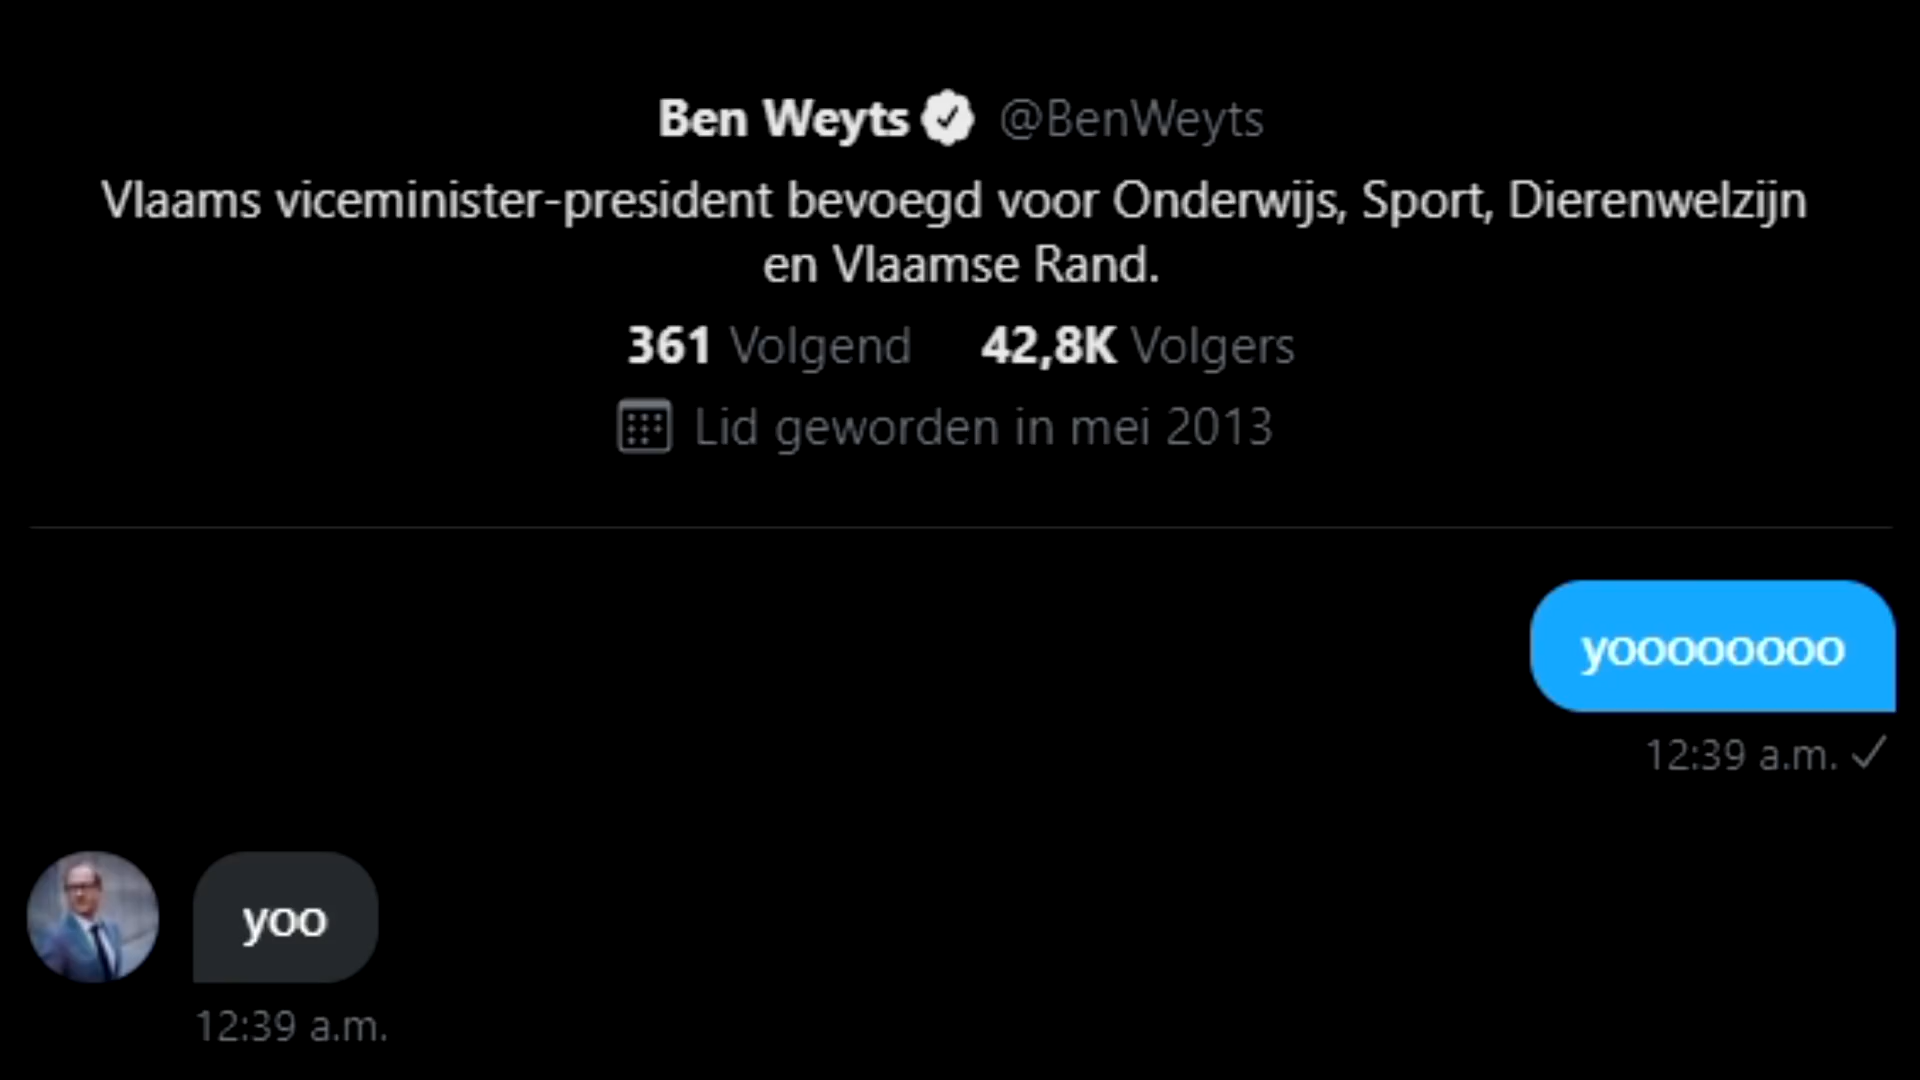 Ben Weyts @BenWeyts
Vlaams viceminister-president bevoegd voor Onderwijs, Sport, Dierenwelzijn
en Vlaamse Rand.
361 Volgend 42,8K Volgers
Lid geworden in mei 2013
yoooooooo
12:39 a.m.
yoo
12:39 a.m.